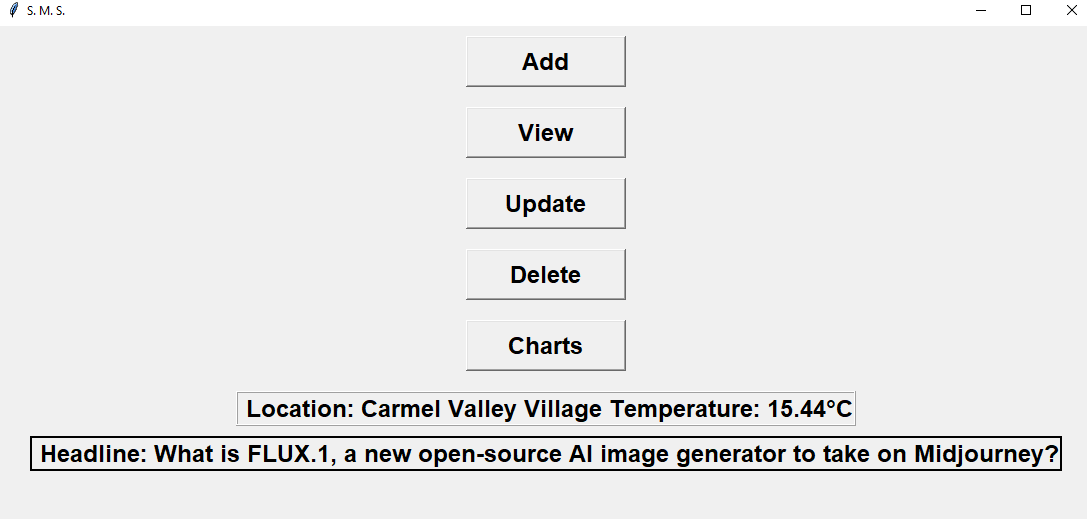 S. M. S.
Add
View
Update
Delete
Charts
Location: Carmel Valley Village Temperature: 15.44°C
Headline: What is FLUX.1, a new open-source AI image generator to take on Midjourney?